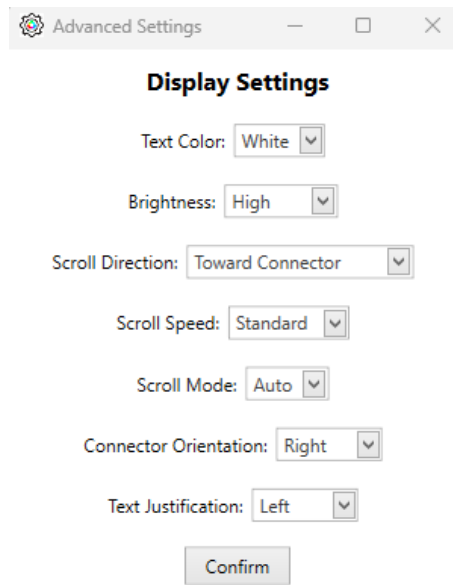 Advanced Settings
Display Settings
Text Color: White
Brightness: High
Scroll Direction: Toward Connector
Scroll Speed: Standard
Scroll Mode: Auto
Connector Orientation: Right
Text Justification: Left
Confirm